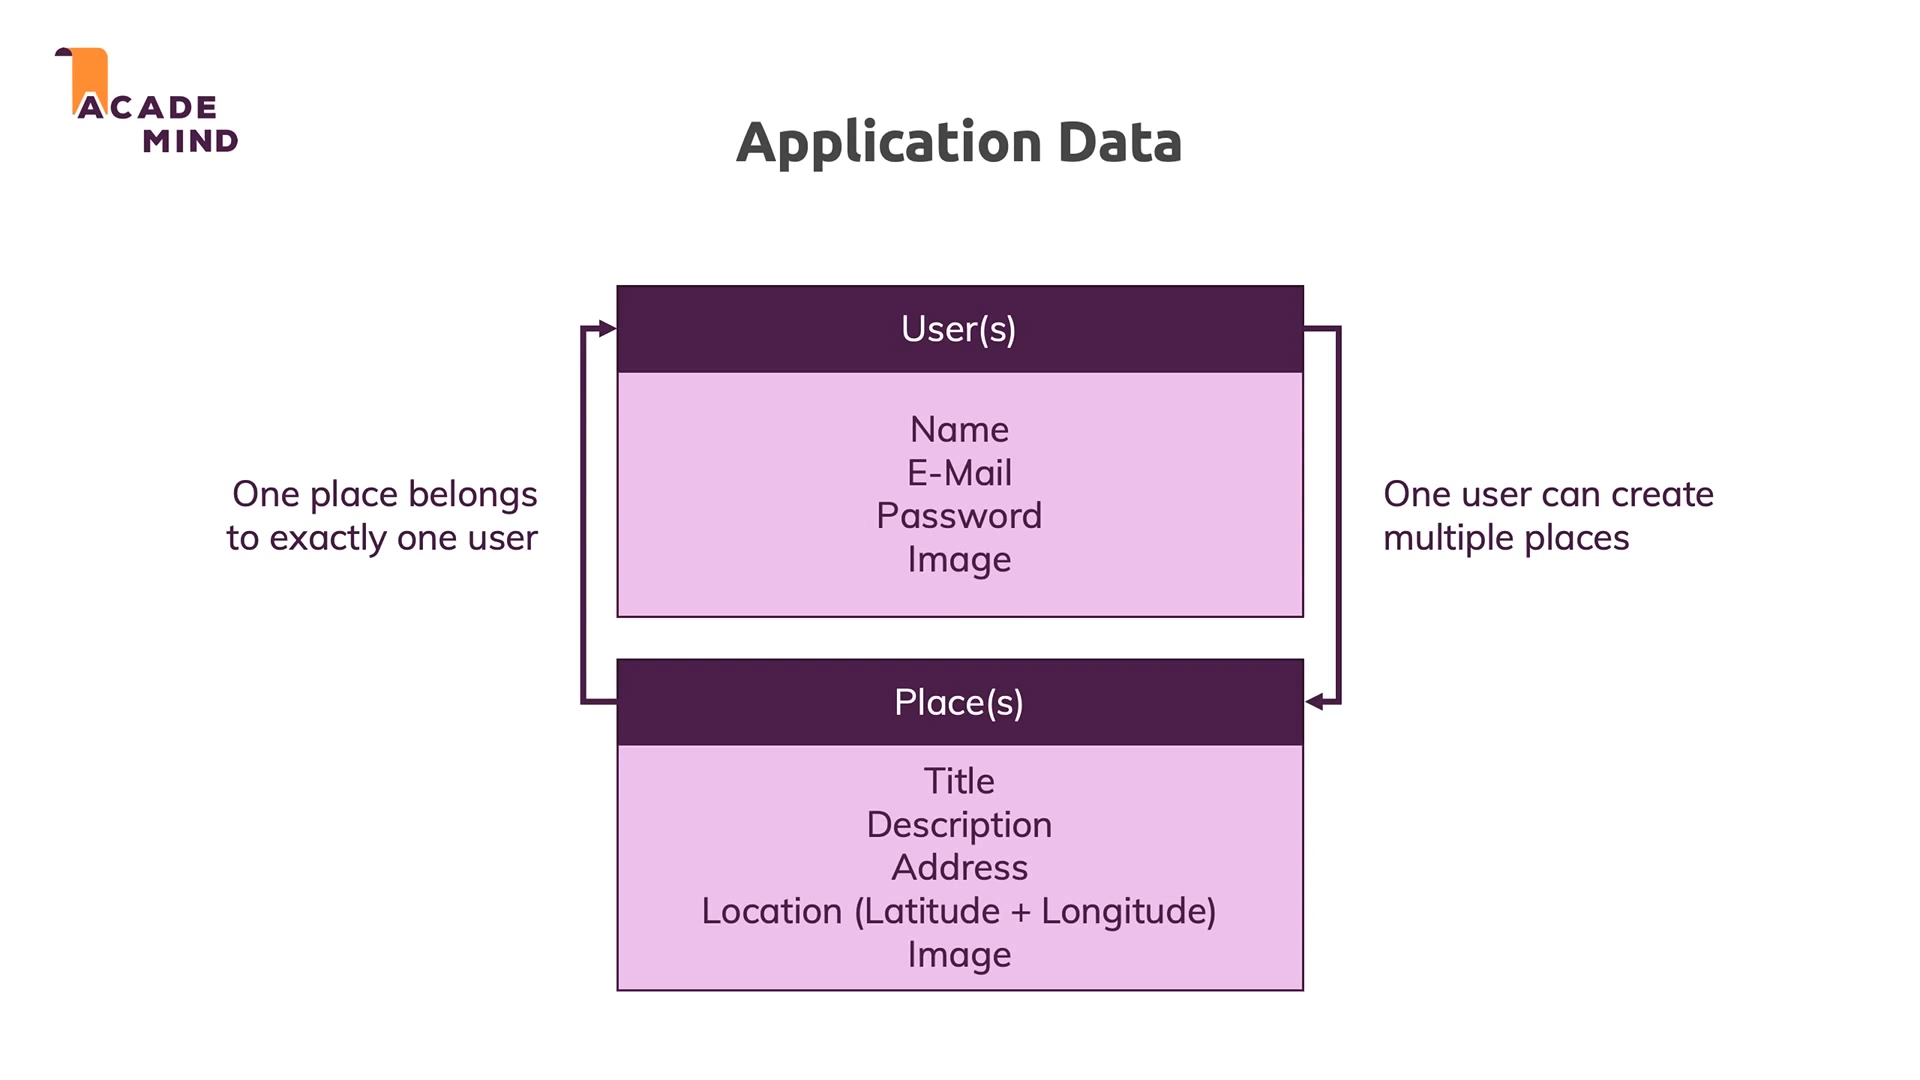 ACADE
MIND
Application Data
User(s)
Name
E-Mail
Password
Image
One place belongs
to exactly one user
One user can create
multiple places
Place(s)
Title
Description
Address
Location (Latitude + Longitude)
Image